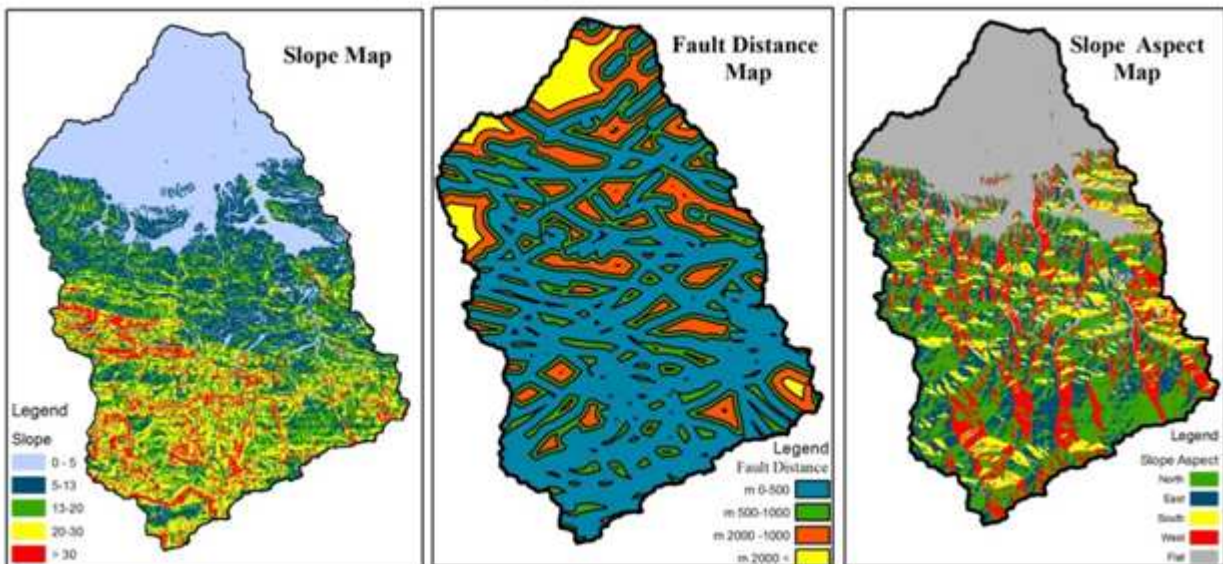 Slope Map
Legend
Slope
0 - 5
5-13
13-20
20-30
> 30
Fault Distance
Map
Legend
Fault Distance
m 0-500
m 500-1000
m 2000 -1000
m 2000 <
Slope Aspect
Map
Legend
Slope Aspect
North
East
South
West
Flat